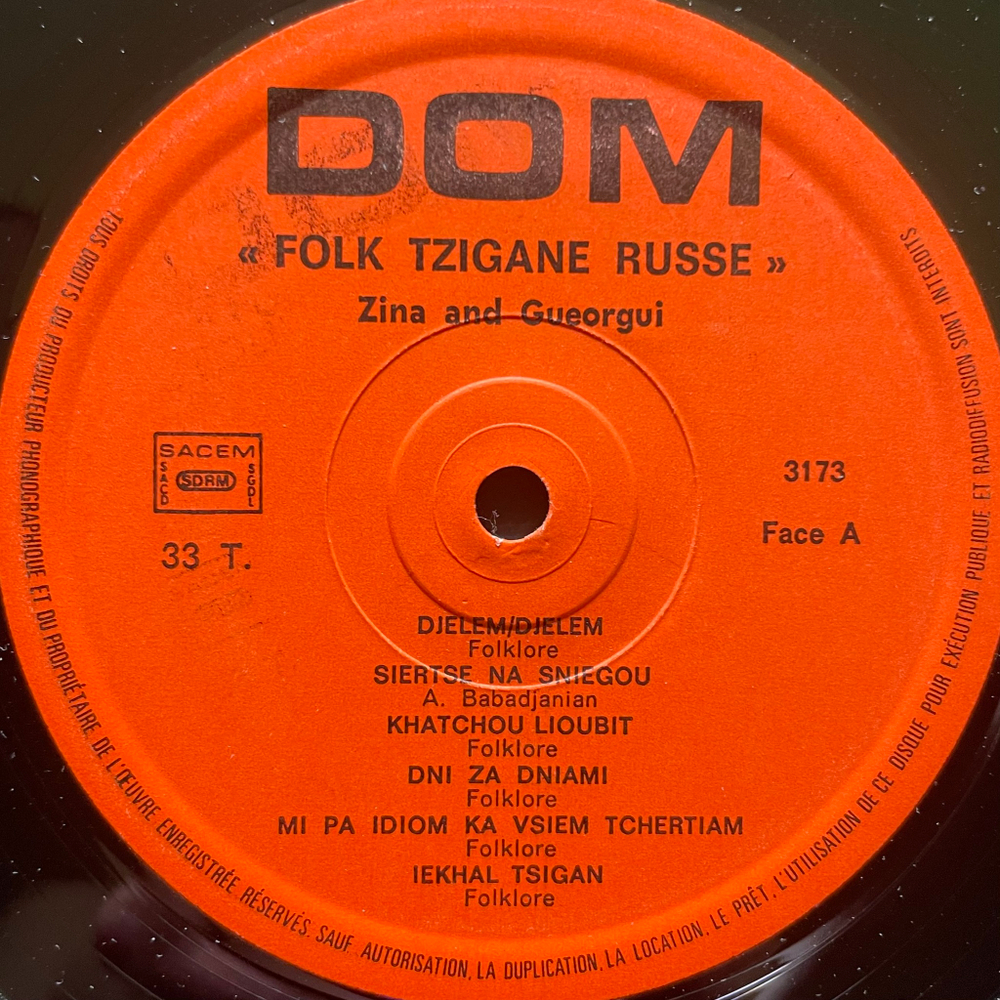 DOM
« FOLK TZIGANE RUSSE »
Zina and Gueorgui
SACEM
SACD
SDRM
SGDL
33 T.
3173
Face A
DJELEM/DJELEM
Folklore
SIERTSE NA SNIEGOU
A. Babadjanian
KHATCHOU LIOUBIT
Folklore
DNI ZA DNIAMI
Folklore
MI PA IDIOM KA VSIEM TCHERTIAM
Folklore
IEKHAL TSIGAN
Folklore
TOUS DROITS DU PRODUCTEUR PHONOGRAPHIQUE ET DU PROPRIÉTAIRE DE L'ŒUVRE ENREGISTRÉE RÉSERVÉS. SAUF AUTORISATION, LA DUPLICATION, LA LOCATION, LE PRÊT, L'UTILISATION DE CE DISQUE POUR EXÉCUTION PUBLIQUE ET RADIODIFFUSION SONT INTERDITS